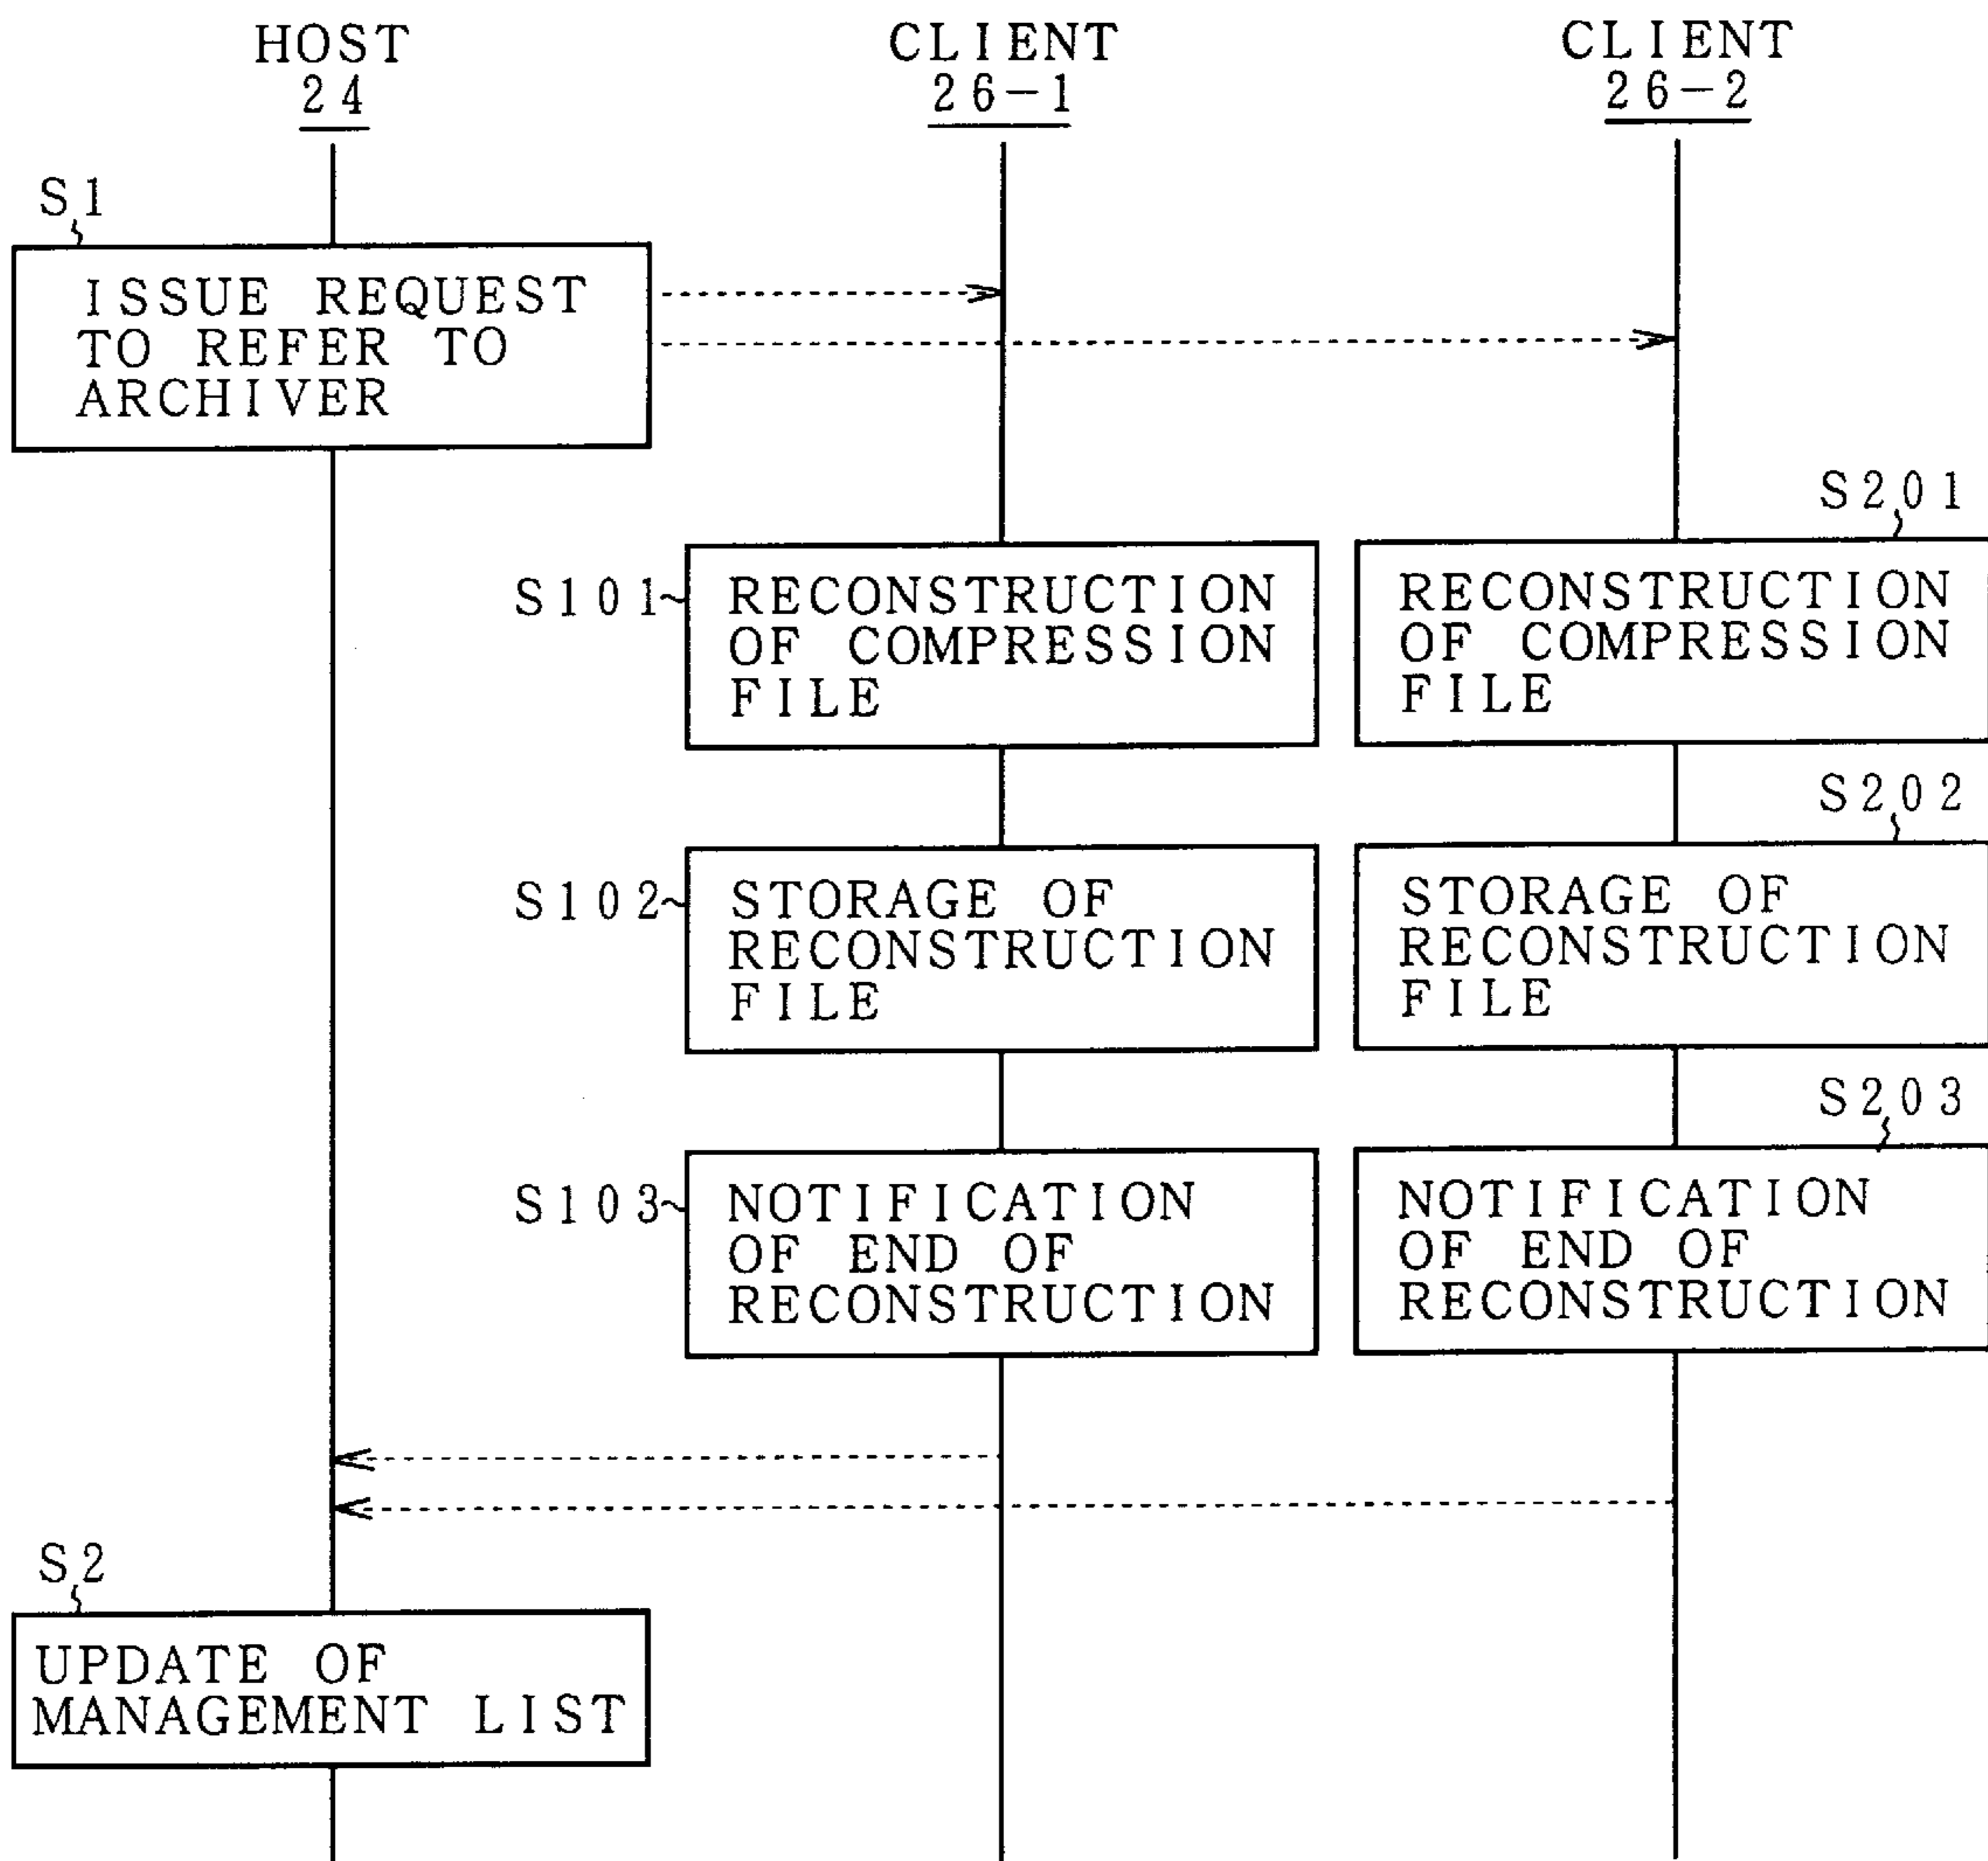 HOST
24
CLIENT
26-1
CLIENT
26-2
S1
ISSUE REQUEST
TO REFER TO
ARCHIVER
S101
RECONSTRUCTION
OF COMPRESSION
FILE
S201
RECONSTRUCTION
OF COMPRESSION
FILE
S102
STORAGE OF
RECONSTRUCTION
FILE
S202
STORAGE OF
RECONSTRUCTION
FILE
S103
NOTIFICATION
OF END OF
RECONSTRUCTION
S203
NOTIFICATION
OF END OF
RECONSTRUCTION
S2
UPDATE OF
MANAGEMENT LIST